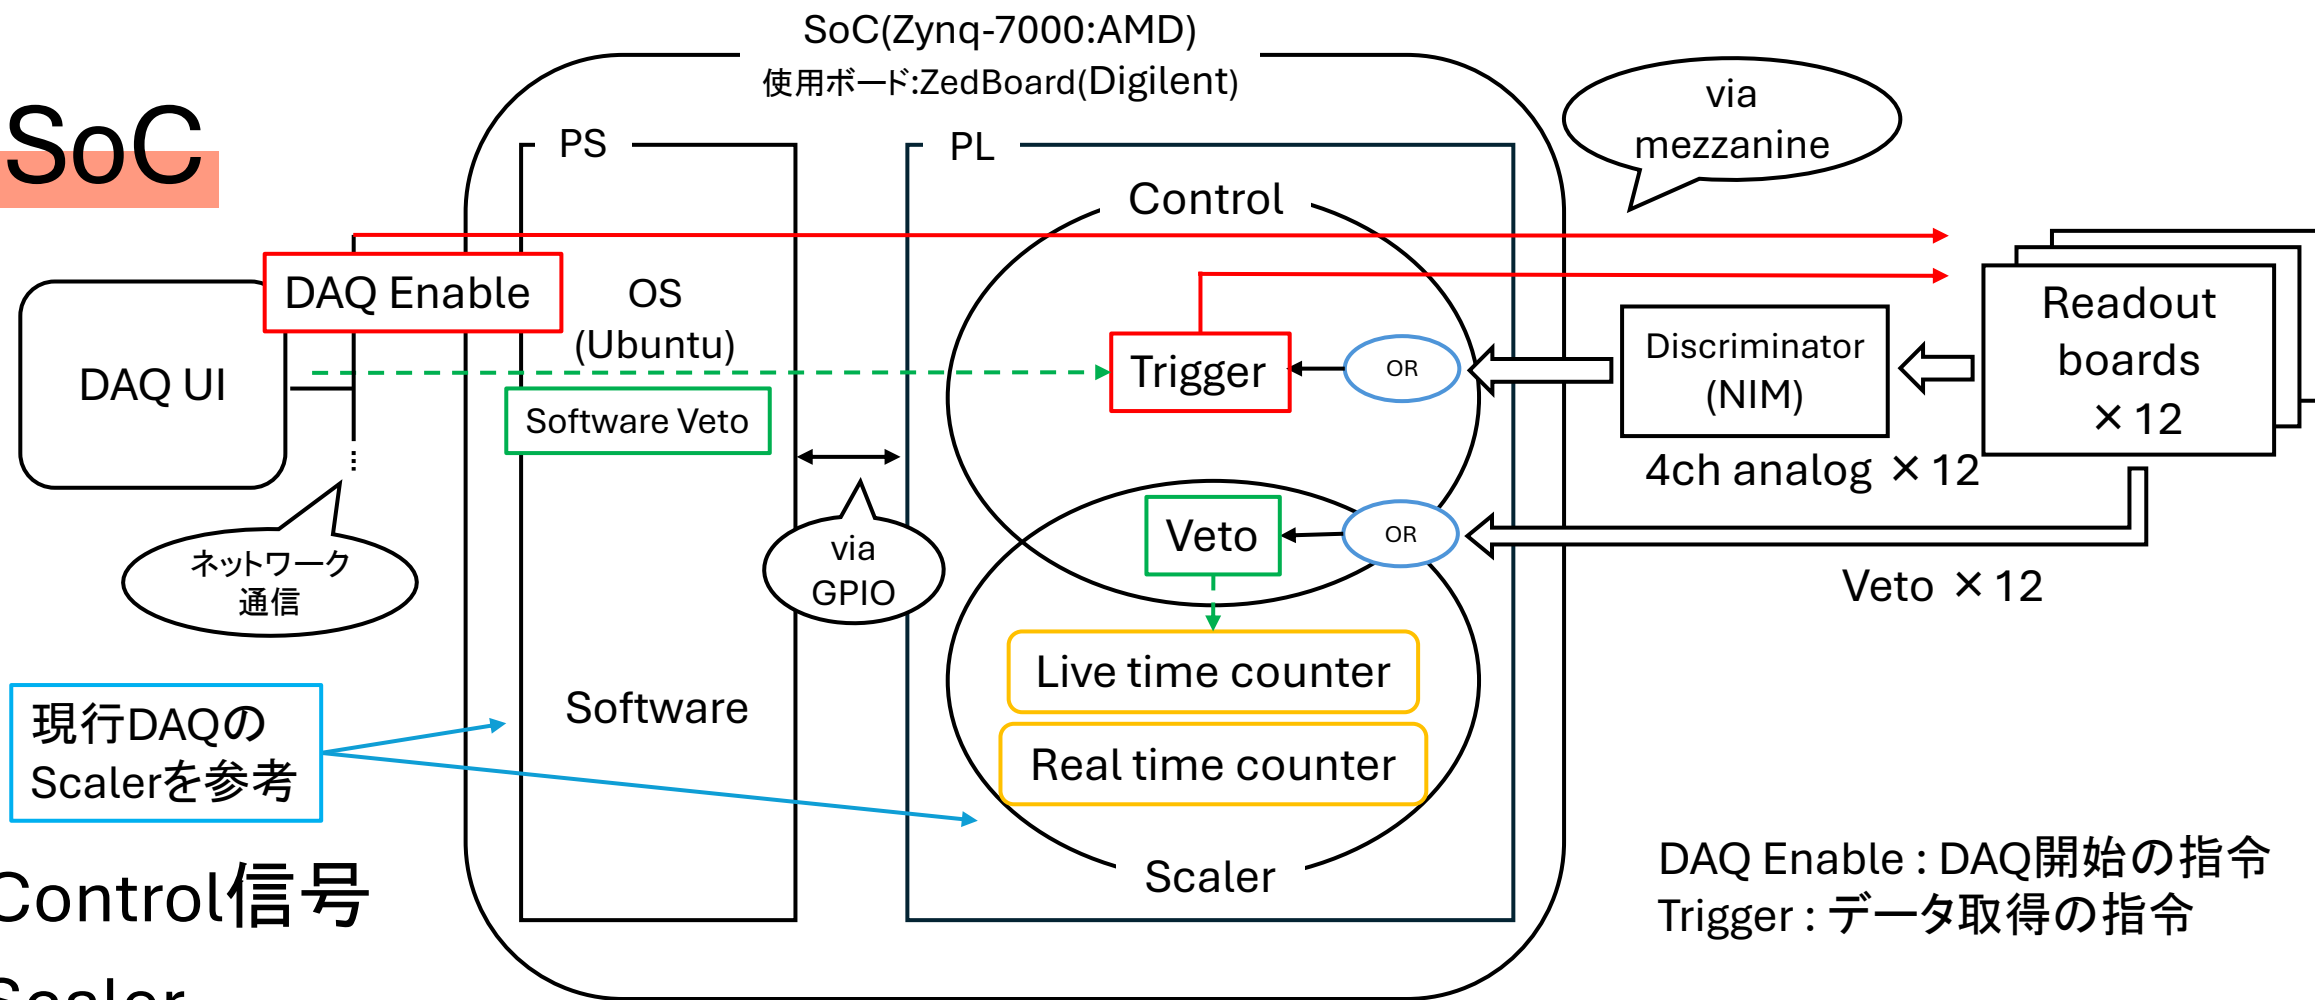 SoC(Zynq-7000:AMD)
使用ボード:ZedBoard(Digilent)
SoC
PS
PL
via
mezzanine
Control
DAQ Enable
OS
(Ubuntu)
DAQ UI
Software Veto
Trigger
OR
Discriminator
(NIM)
Readout
boards
×12
4ch analog ×12
Veto
OR
Veto ×12
via
GPIO
ネットワーク
通信
Live time counter
Real time counter
Software
現行DAQの
Scalerを参考
Scaler
Control信号
Scaler
DAQ Enable : DAQ開始の指令
Trigger : データ取得の指令